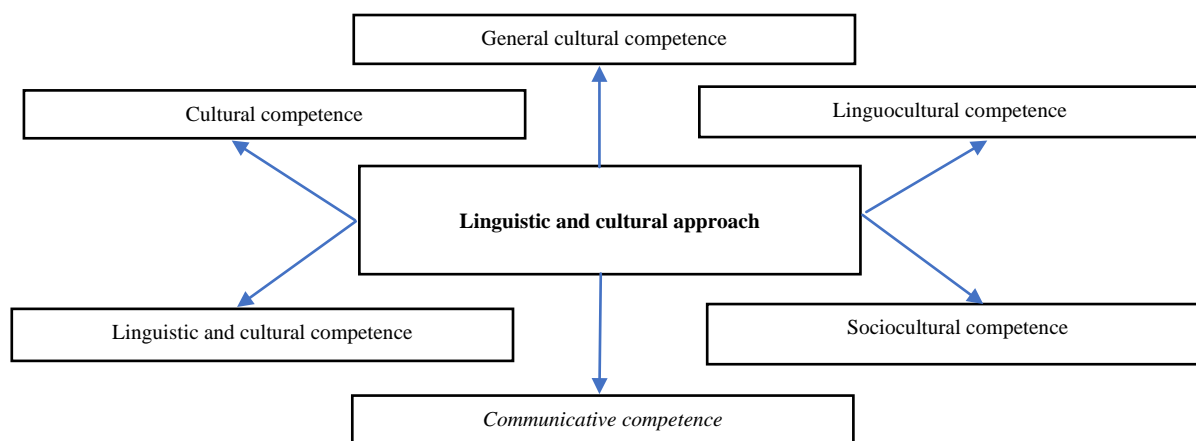 General cultural competence
Cultural competence
Linguocultural competence
Linguistic and cultural approach
Linguistic and cultural competence
Sociocultural competence
Communicative competence